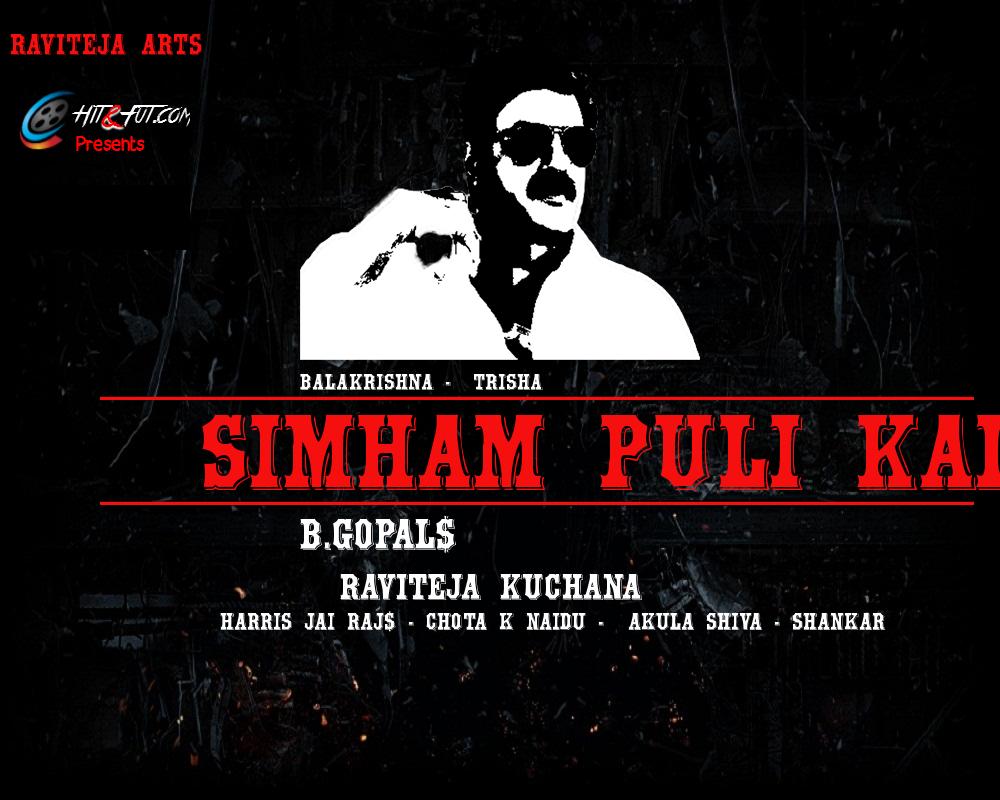 RAVITEJA ARTS
HIT&FUT.COM
Presents
BALAKRISHNA - TRISHA
SIMHAM PULI
B.GOPAL$
RAVITEJA KUCHANA
HARRIS JAI RAJ$ - CHOTA K NAIDU - AKULA SHIVA - SHANKAR